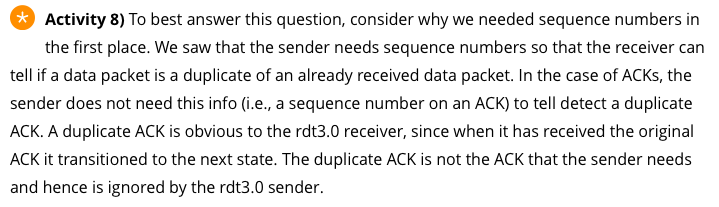 Activity 8) To best answer this question, consider why we needed sequence numbers in
the first place. We saw that the sender needs sequence numbers so that the receiver can
tell if a data packet is a duplicate of an already received data packet. In the case of ACKs, the
sender does not need this info (i.e., a sequence number on an ACK) to tell detect a duplicate
ACK. A duplicate ACK is obvious to the rdt3.0 receiver, since when it has received the original
ACK it transitioned to the next state. The duplicate ACK is not the ACK that the sender needs
and hence is ignored by the rdt3.0 sender.